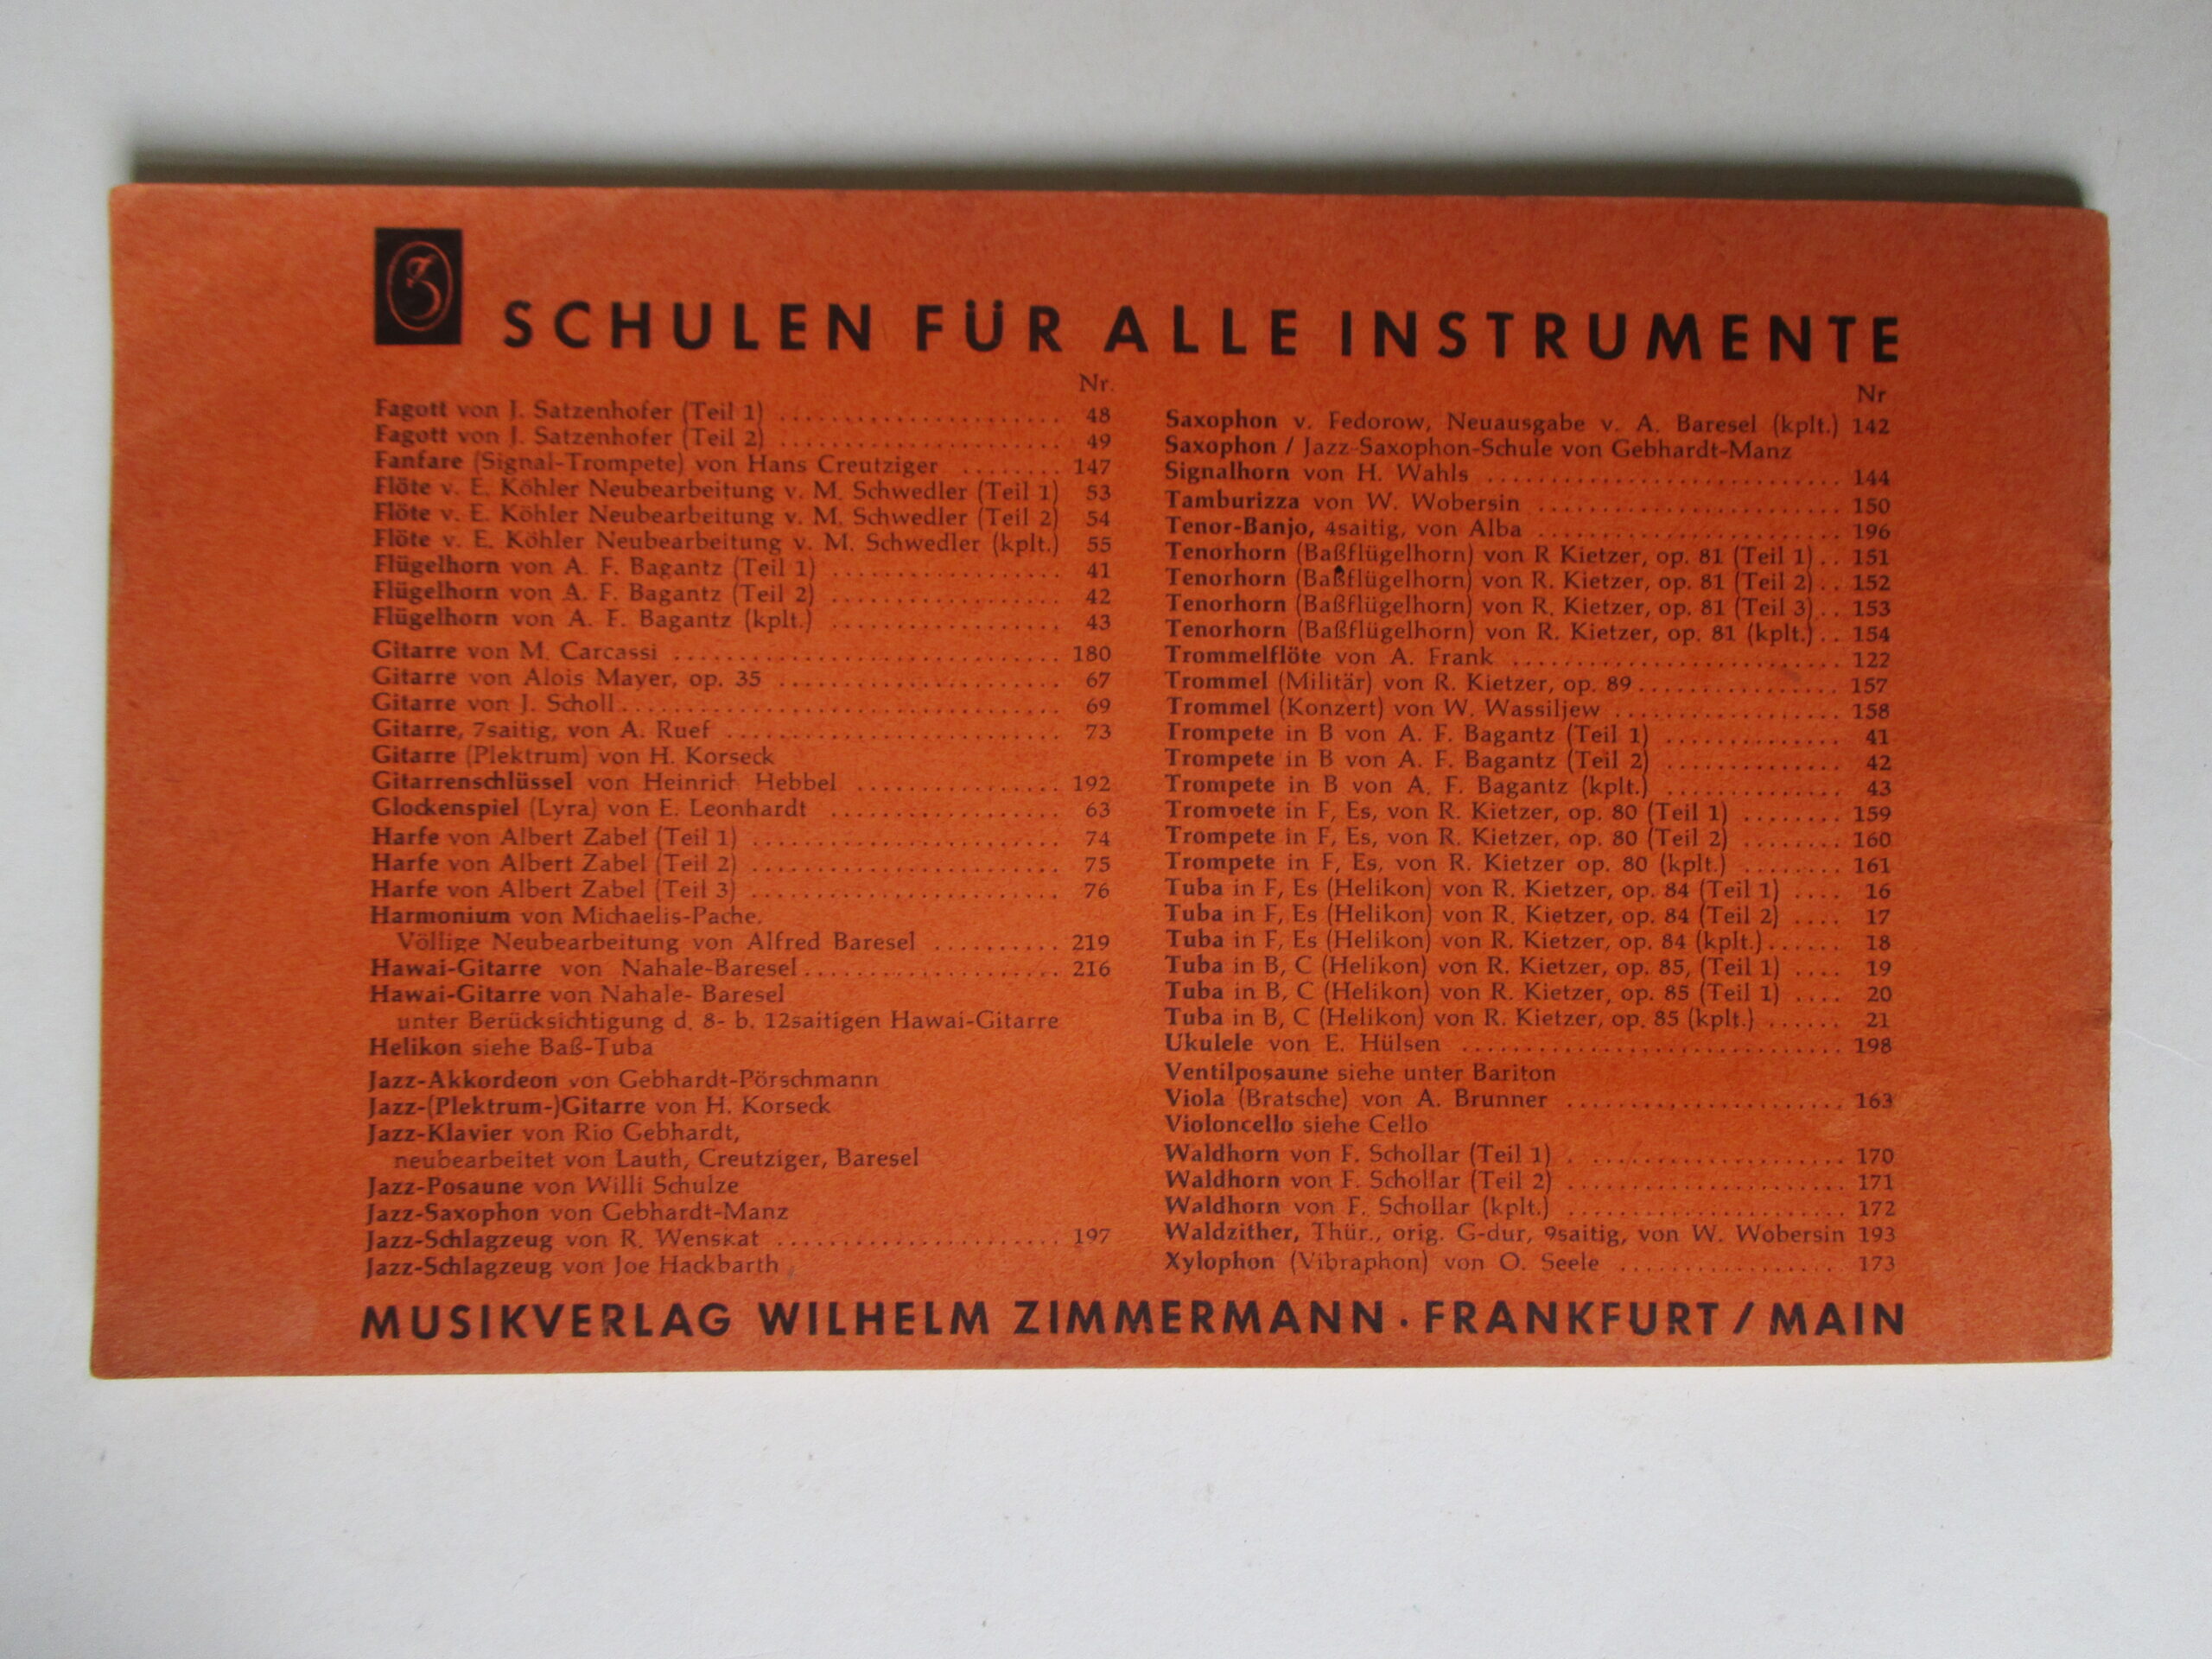 Z
SCHULEN FÜR ALLE INSTRUMENTE
Nr.
Fagott von J. Satzenhofer (Teil 1) ..................... 48
Fagott von J. Satzenhofer (Teil 2) ..................... 49
Fanfare (Signal-Trompete) von Hans Creutziger ........ 147
Flöte v. E. Köhler Neubearbeitung v. M. Schwedler (Teil 1) 53
Flöte v. E. Köhler Neubearbeitung v. M. Schwedler (Teil 2) 54
Flöte v. E. Köhler Neubearbeitung v. M. Schwedler (kplt.) 55
Flügelhorn von A. F. Bagantz (Teil 1) .................. 41
Flügelhorn von A. F. Bagantz (Teil 2) .................. 42
Flügelhorn von A. F. Bagantz (kplt.) .................. 43
Gitarre von M. Carcassi .............................. 180
Gitarre von Alois Mayer, op. 35 ...................... 67
Gitarre von J. Scholl.................................. 69
Gitarre, 7saitig, von A. Ruef .......................... 73
Gitarre (Plektrum) von H. Korseck
Gitarrenschlüssel von Heinrich Hebbel ................ 192
Glockenspiel (Lyra) von E. Leonhardt .................. 63
Harfe von Albert Zabel (Teil 1) ........................ 74
Harfe von Albert Zabel (Teil 2) ........................ 75
Harfe von Albert Zabel (Teil 3) ........................ 76
Harmonium von Michaelis-Pache.
Völlige Neubearbeitung von Alfred Baresel .......... 219
Hawai-Gitarre von Nahale-Baresel.................... 216
Hawai-Gitarre von Nahale- Baresel
unter Berücksichtigung d. 8- b. 12saitigen Hawai-Gitarre
Helikon siehe Baß-Tuba
Jazz-Akkordeon von Gebhardt-Pörschmann
Jazz-(Plektrum-)Gitarre von H. Korseck
Jazz-Klavier von Rio Gebhardt,
neubearbeitet von Lauth, Creutziger, Baresel
Jazz-Posaune von Willi Schulze
Jazz-Saxophon von Gebhardt-Manz
Jazz-Schlagzeug von R. Wenskat ...................... 197
Jazz-Schlagzeug von Joe Hackbarth
Nr
Saxophon v. Fedorow, Neuausgabe v. A. Baresel (kplt.) 142
Saxophon / Jazz-Saxophon-Schule von Gebhardt-Manz
Signalhorn von H. Wahls ............................ 144
Tamburizza von W. Wobersin ........................ 150
Tenor-Banjo, 4saitig, von Alba ........................ 196
Tenorhorn (Baßflügelhorn) von R Kietzer, op. 81 (Teil 1).. 151
Tenorhorn (Baßflügelhorn) von R. Kietzer, op. 81 (Teil 2).. 152
Tenorhorn (Baßflügelhorn) von R. Kietzer, op. 81 (Teil 3).. 153
Tenorhorn (Baßflügelhorn) von R. Kietzer, op. 81 (kplt.).. 154
Trommelflöte von A. Frank .......................... 122
Trommel (Militär) von R. Kietzer, op. 89................ 157
Trommel (Konzert) von W. Wassiljew .................. 158
Trompete in B von A. F. Bagantz (Teil 1) .............. 41
Trompete in B von A. F. Bagantz (Teil 2) .............. 42
Trompete in B von A. F. Bagantz (kplt.) .............. 43
Trompete in F, Es, von R. Kietzer, op. 80 (Teil 1) ........ 159
Trompete in F, Es, von R. Kietzer, op. 80 (Teil 2) ........ 160
Trompete in F, Es, von R. Kietzer op. 80 (kplt.) ........ 161
Tuba in F, Es (Helikon) von R. Kietzer, op. 84 (Teil 1) .... 16
Tuba in F, Es (Helikon) von R. Kietzer, op. 84 (Teil 2) .... 17
Tuba in F, Es (Helikon) von R. Kietzer, op. 84 (kplt.)...... 18
Tuba in B, C (Helikon) von R. Kietzer, op. 85, (Teil 1) .... 19
Tuba in B, C (Helikon) von R. Kietzer, op. 85 (Teil 1) .... 20
Tuba in B, C (Helikon) von R. Kietzer, op. 85 (kplt.) ...... 21
Ukulele von E. Hülsen .............................. 198
Ventilposaune siehe unter Bariton
Viola (Bratsche) von A. Brunner ...................... 163
Violoncello siehe Cello
Waldhorn von F. Schollar (Teil 1) . .................... 170
Waldhorn von F. Schollar (Teil 2) ...................... 171
Waldhorn von F. Schollar (kplt.) ...................... 172
Waldzither, Thür., orig. G-dur, 9saitig, von W. Wobersin 193
Xylophon (Vibraphon) von O. Seele .................. 173
MUSIKVERLAG WILHELM ZIMMERMANN · FRANKFURT / MAIN